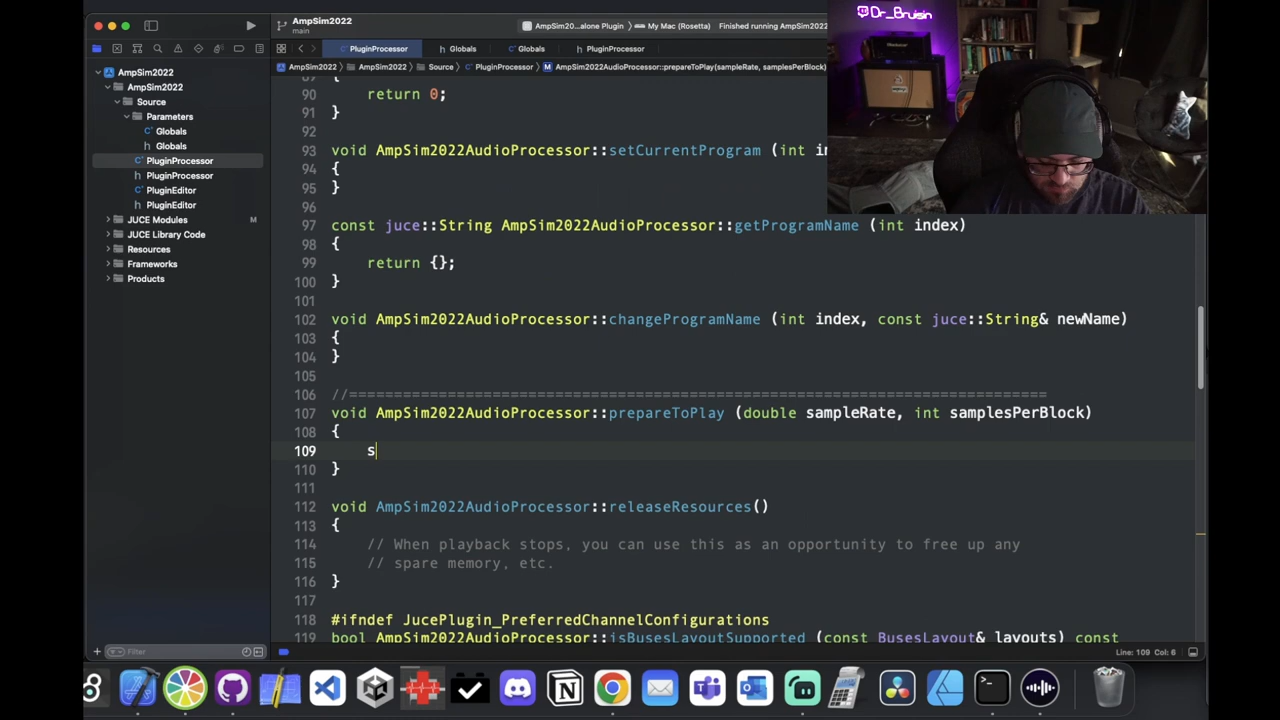 AmpSim2022
main
AmpSim20...alone Plugin
My Mac (Rosetta)
Finished running AmpSim2022
PluginProcessor
Globals
Globals
PluginProcessor
AmpSim2022
AmpSim2022
Source
PluginProcessor
M
AmpSim2022AudioProcessor::prepareToPlay(sampleRate, samplesPerBlock)
Dr_Bruisin
AmpSim2022
AmpSim2022
Source
Parameters
Globals
Globals
PluginProcessor
PluginProcessor
PluginEditor
PluginEditor
JUCE Modules M
JUCE Library Code
Resources
Frameworks
Products
89 {
90 return 0;
91 }
92
93 void AmpSim2022AudioProcessor::setCurrentProgram (int in
94 {
95 }
96
97 const juce::String AmpSim2022AudioProcessor::getProgramName (int index)
98 {
99 return {};
100 }
101
102 void AmpSim2022AudioProcessor::changeProgramName (int index, const juce::String& newName)
103 {
104 }
105
106 //==============================================================================
107 void AmpSim2022AudioProcessor::prepareToPlay (double sampleRate, int samplesPerBlock)
108 {
109 s
110 }
111
112 void AmpSim2022AudioProcessor::releaseResources()
113 {
114 // When playback stops, you can use this as an opportunity to free up any
115 // spare memory, etc.
116 }
117
118 #ifndef JucePlugin_PreferredChannelConfigurations
119 bool AmpSim2022AudioProcessor::isBusesLayoutSupported (const BusesLayout& layouts) const
Filter
Line: 109 Col: 6